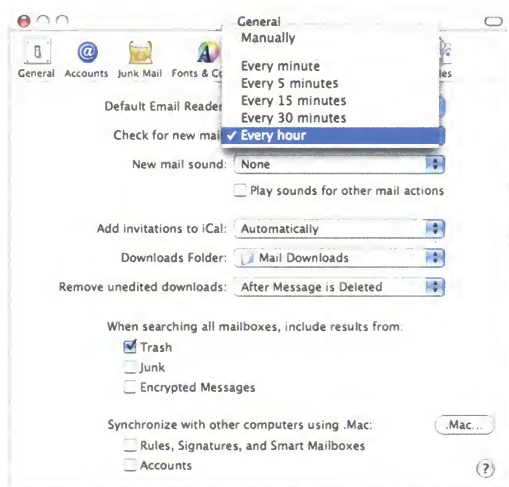 General
Manually
Every minute
Every 5 minutes
Every 15 minutes
Every 30 minutes
✓ Every hour
General Accounts Junk Mail Fonts &
Default Email Reader
Check for new mail
New mail sound: None
Play sounds for other mail actions
Add invitations to iCal: Automatically
Downloads Folder: Mail Downloads
Remove unedited downloads: After Message is Deleted
When searching all mailboxes, include results from:
Trash
Junk
Encrypted Messages
Synchronize with other computers using .Mac: .Mac...
Rules, Signatures, and Smart Mailboxes
Accounts
?